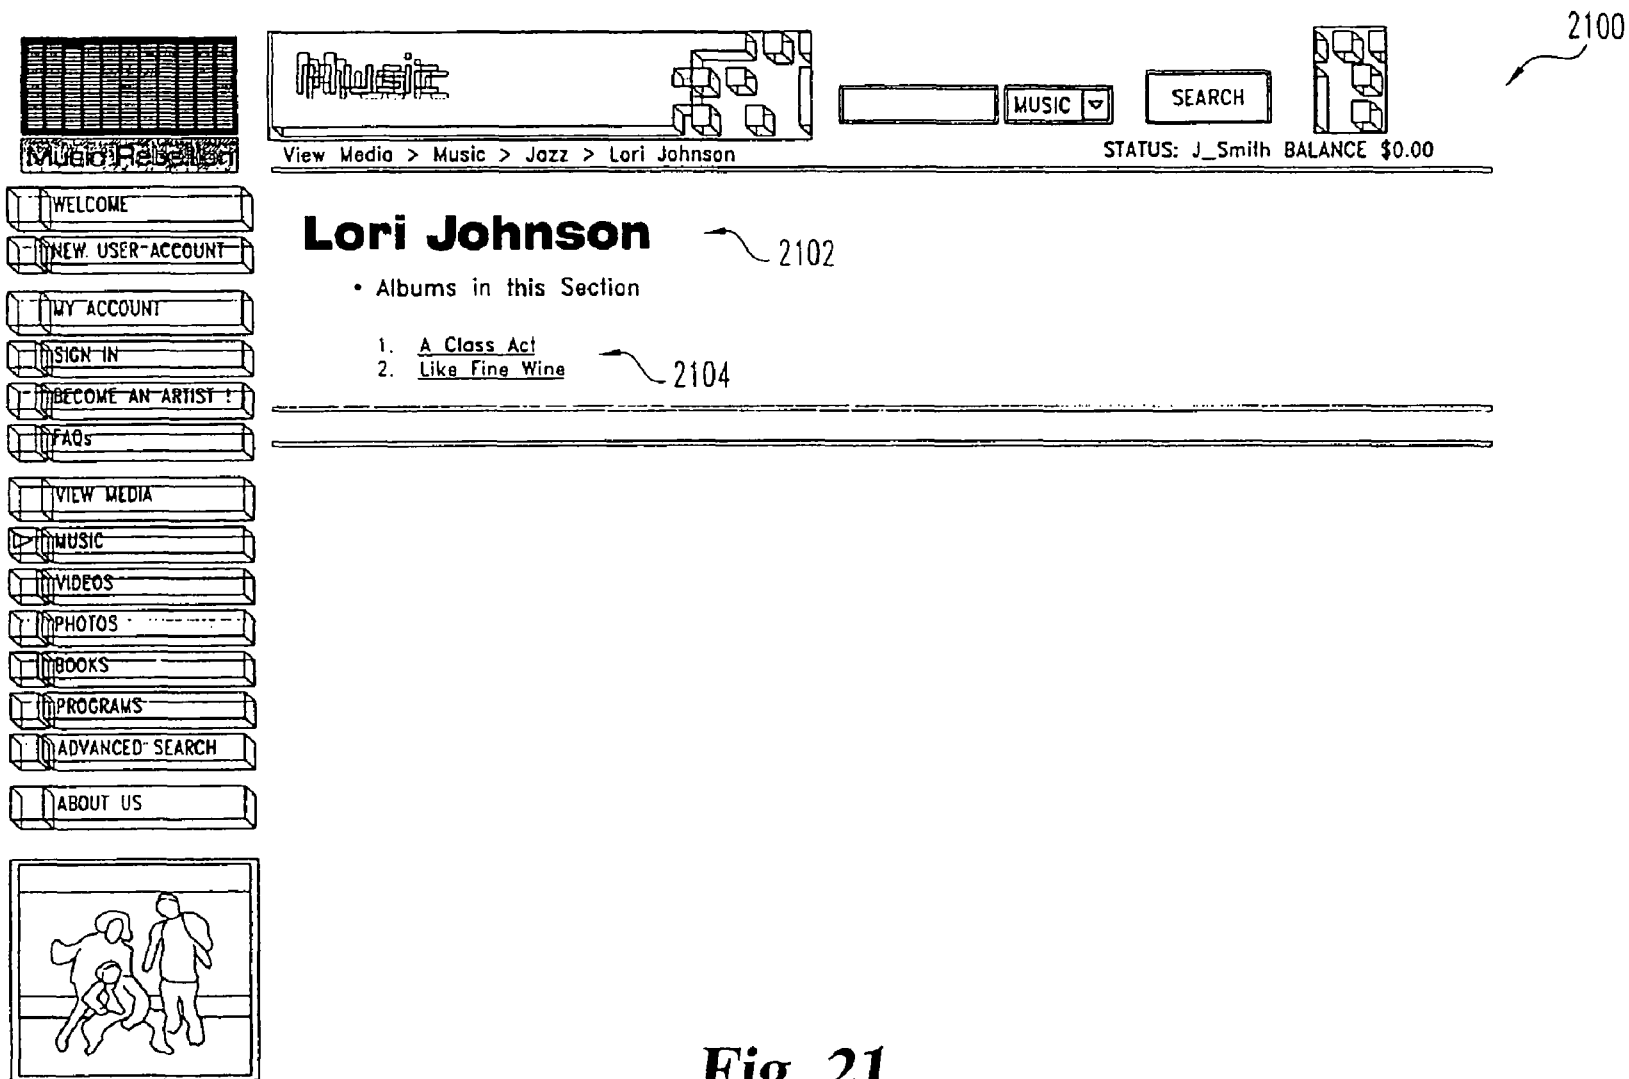 2100
Music
MUSIC
SEARCH
Music Rebellion
View Media > Music > Jazz > Lori Johnson
STATUS: J_Smith BALANCE $0.00
WELCOME
NEW USER ACCOUNT
MY ACCOUNT
SIGN IN
BECOME AN ARTIST !
FAQs
VIEW MEDIA
MUSIC
VIDEOS
PHOTOS
BOOKS
PROGRAMS
ADVANCED SEARCH
ABOUT US
Lori Johnson
2102
• Albums in this Section
1. A Class Act
2. Like Fine Wine
2104
Fig. 21